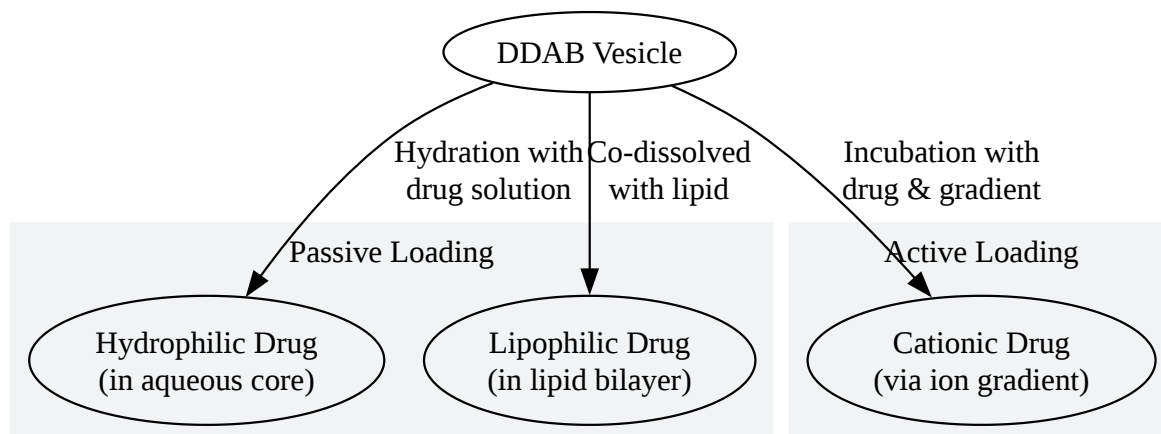 DDAB Vesicle
Hydration with
drug solution
Co-dissolved
with lipid
Incubation with
drug & gradient
Passive Loading
Active Loading
Hydrophilic Drug
(in aqueous core)
Lipophilic Drug
(in lipid bilayer)
Cationic Drug
(via ion gradient)